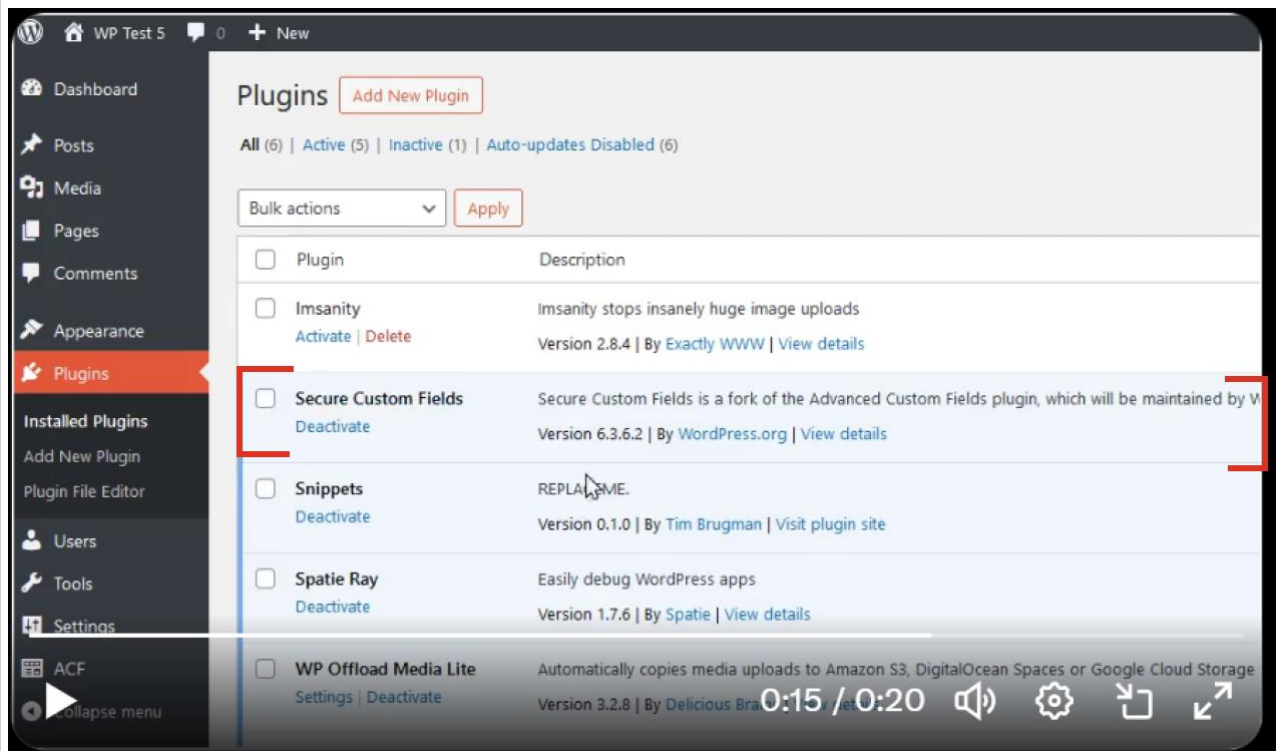 WP Test 5 0 New
Dashboard
Posts
Media
Pages
Comments
Appearance
Plugins
Installed Plugins
Add New Plugin
Plugin File Editor
Users
Tools
Settings
ACF
Collapse menu
Plugins Add New Plugin
All (6) | Active (5) | Inactive (1) | Auto-updates Disabled (6)
Bulk actions Apply
Plugin Description
Imsanity Imsanity stops insanely huge image uploads
Activate | Delete Version 2.8.4 | By Exactly WWW | View details
Secure Custom Fields Secure Custom Fields is a fork of the Advanced Custom Fields plugin, which will be maintained by
Deactivate Version 6.3.6.2 | By WordPress.org | View details
Snippets
Deactivate Version 0.1.0 | By Tim Brugman | Visit plugin site
Spatie Ray Easily debug WordPress apps
Deactivate Version 1.7.6 | By Spatie | View details
WP Offload Media Lite Automatically copies media uploads to Amazon S3, DigitalOcean Spaces or Google Cloud Storage
Settings | Deactivate Version 3.2.8 | By Delicious
0:15 / 0:20